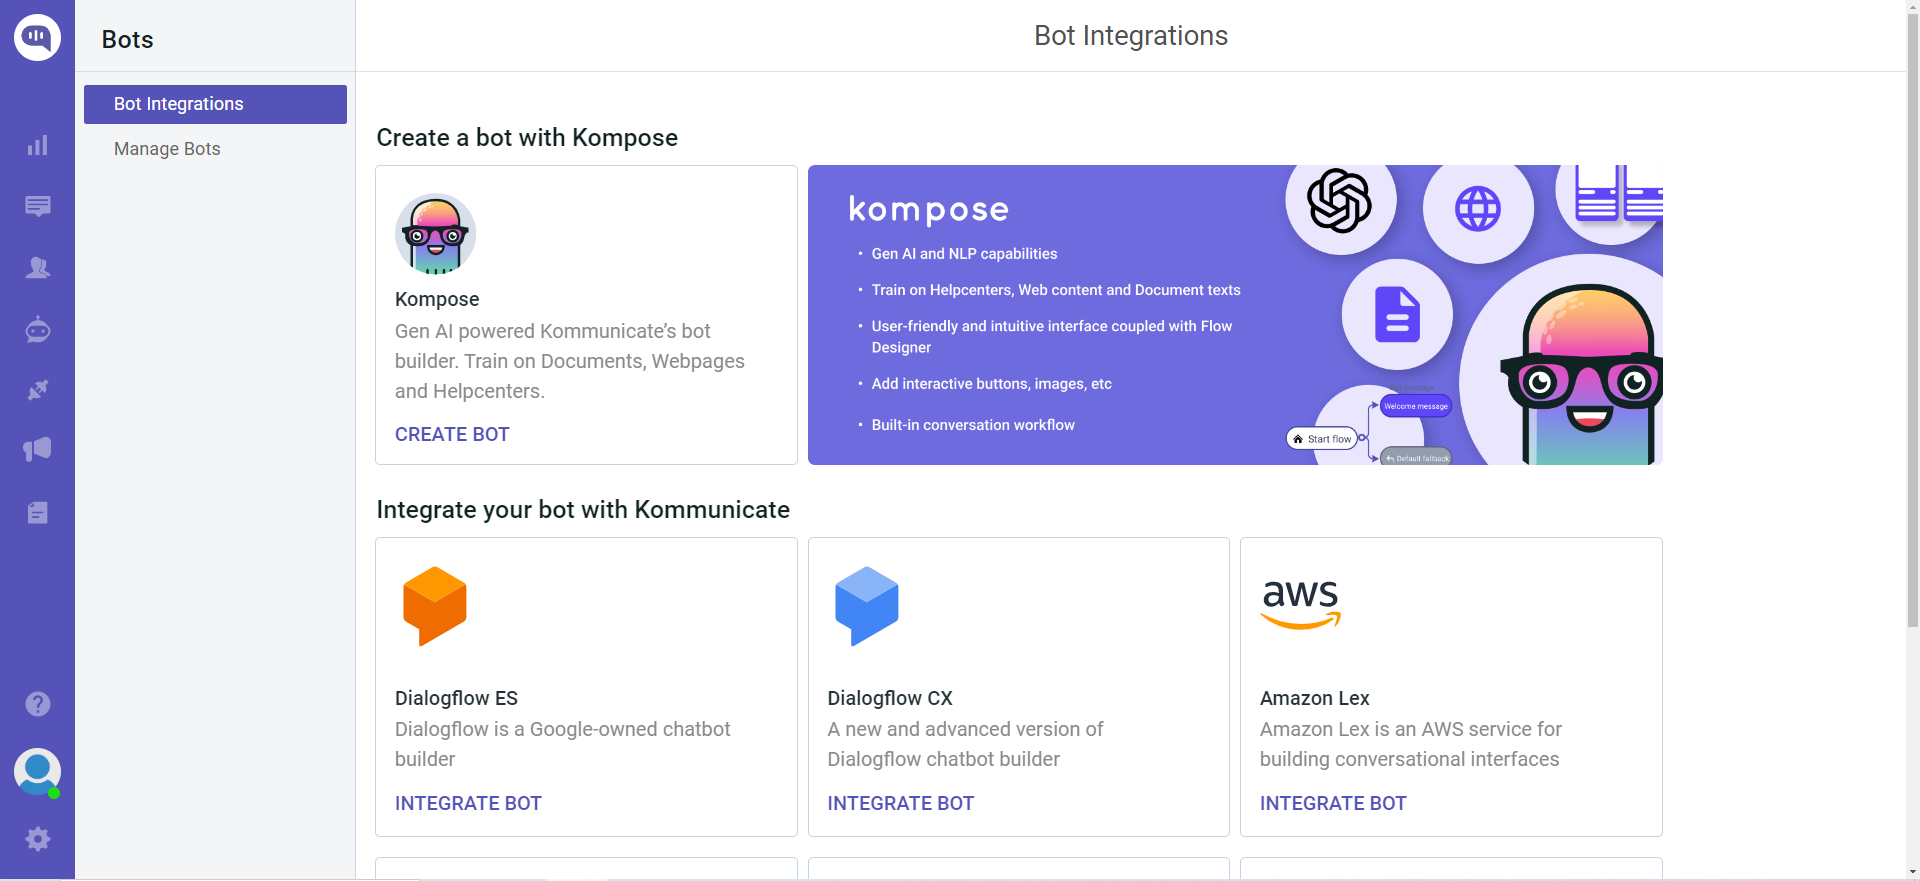 Bots
Bot Integrations
Manage Bots
Bot Integrations
Create a bot with Kompose
Kompose
Gen AI powered Kommunicate’s bot
builder. Train on Documents, Webpages
and Helpcenters.
CREATE BOT
kompose
• Gen AI and NLP capabilities
• Train on Helpcenters, Web content and Document texts
• User-friendly and intuitive interface coupled with Flow
Designer
• Add interactive buttons, images, etc
• Built-in conversation workflow
Welcome message
Start flow
Default fallback
Integrate your bot with Kommunicate
Dialogflow ES
Dialogflow is a Google-owned chatbot
builder
INTEGRATE BOT
Dialogflow CX
A new and advanced version of
Dialogflow chatbot builder
INTEGRATE BOT
aws
Amazon Lex
Amazon Lex is an AWS service for
building conversational interfaces
INTEGRATE BOT